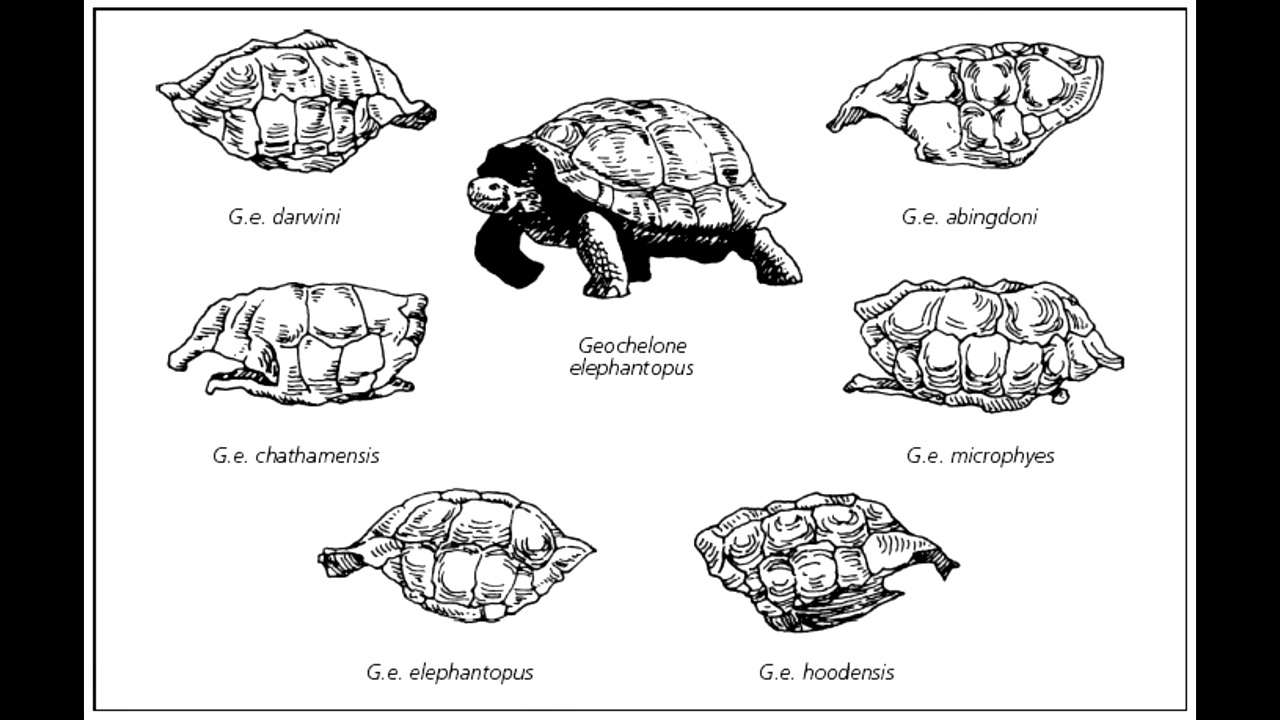 G.e. darwini
G.e. abingdoni
Geochelone
elephantopus
G.e. chathamensis
G.e. microphyes
G.e. elephantopus
G.e. hoodensis